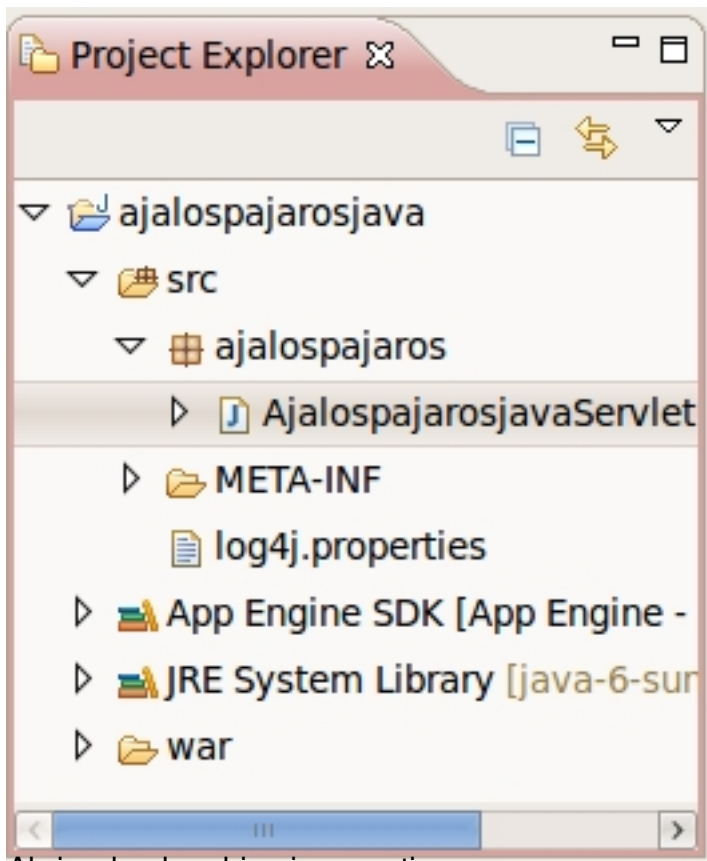 Project Explorer
ajalospajarosjava
src
ajalospajaros
AjalospajarosjavaServlet
META-INF
log4j.properties
App Engine SDK [App Engine -
JRE System Library [java-6-sun
war